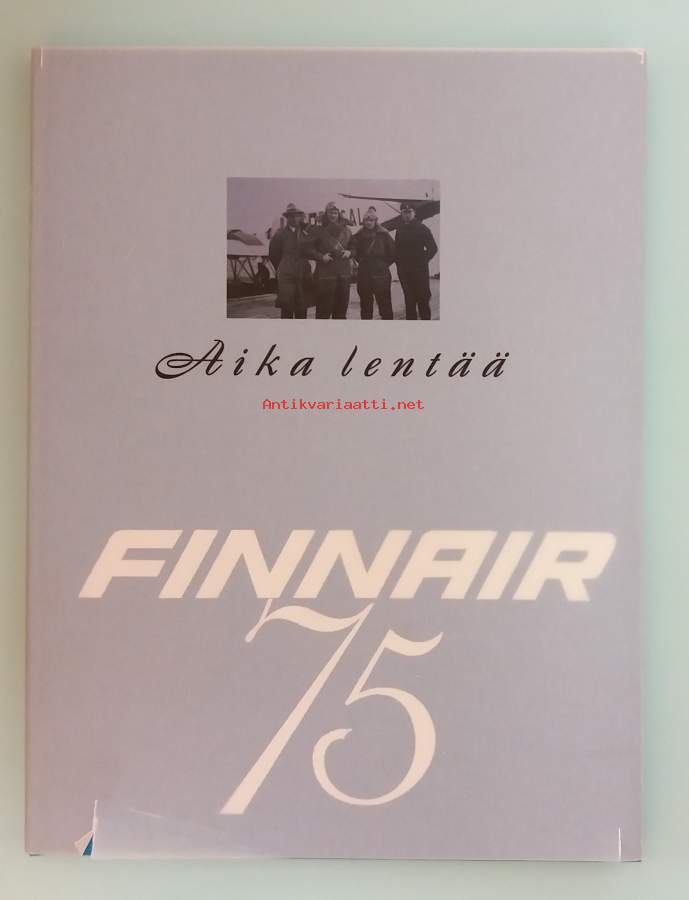 Aika lentää
Antikvariaatti.net
FINNAIR
75